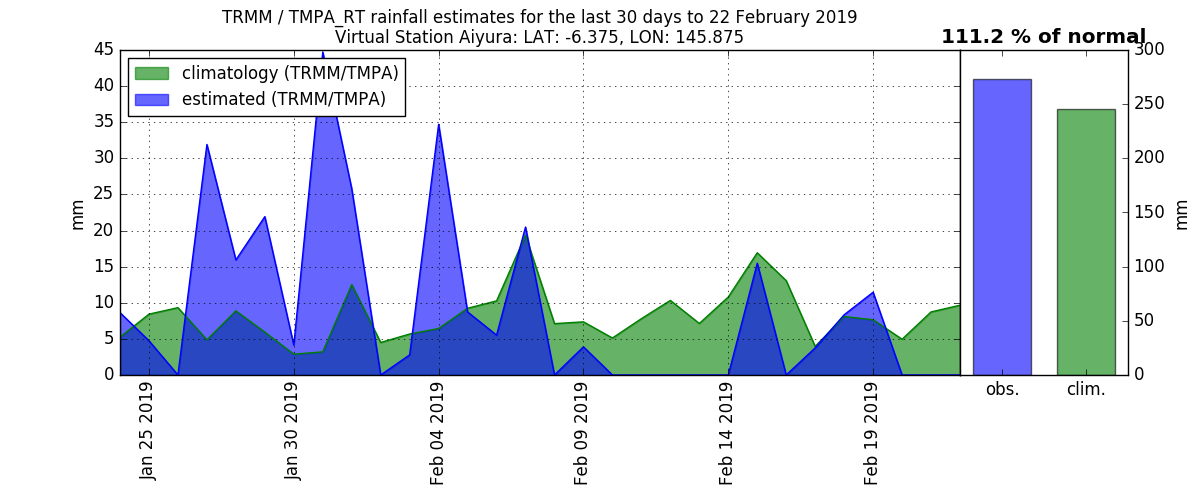 TRMM / TMPA_RT rainfall estimates for the last 30 days to 22 February 2019
Virtual Station Aiyura: LAT: -6.375, LON: 145.875
111.2 % of normal
climatology (TRMM/TMPA)
estimated (TRMM/TMPA)
mm
45
40
35
30
25
20
15
10
5
0
Jan 25 2019
Jan 30 2019
Feb 04 2019
Feb 09 2019
Feb 14 2019
Feb 19 2019
obs.
clim.
300
250
200
150
100
50
0
mm